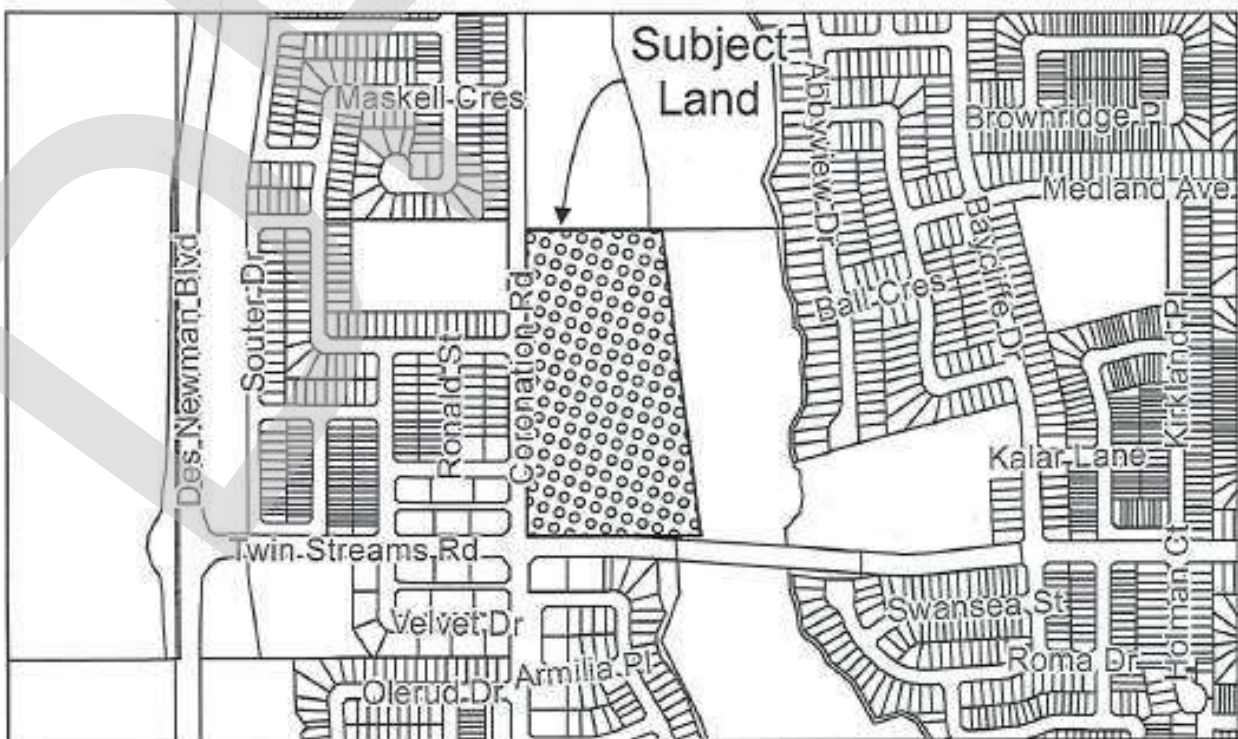 Subject
Land
Maskell Cres
Abbyview Dr
Brownridge Pl
Medland Ave
Baycliffe Dr
Ball Cres
Des Newman Blvd
Souter Dr
Ronald St
Coronation Rd
Kirkland Pl
Kalar Lane
Twin Streams Rd
Velvet Dr
Armilia Pl
Olerud Dr
Swansea St
Roma Dr
Tolman Ct